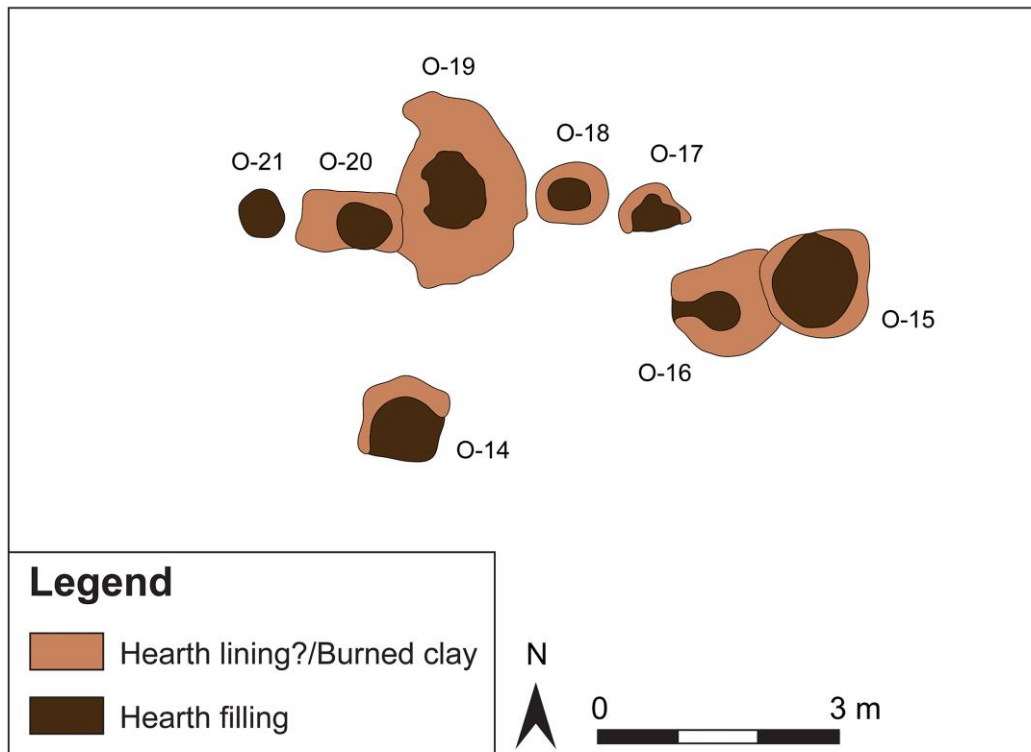 O-19
O-18
O-17
O-21
O-20
O-15
O-16
O-14
Legend
Hearth lining?/Burned clay
Hearth filling
N
0 3 m